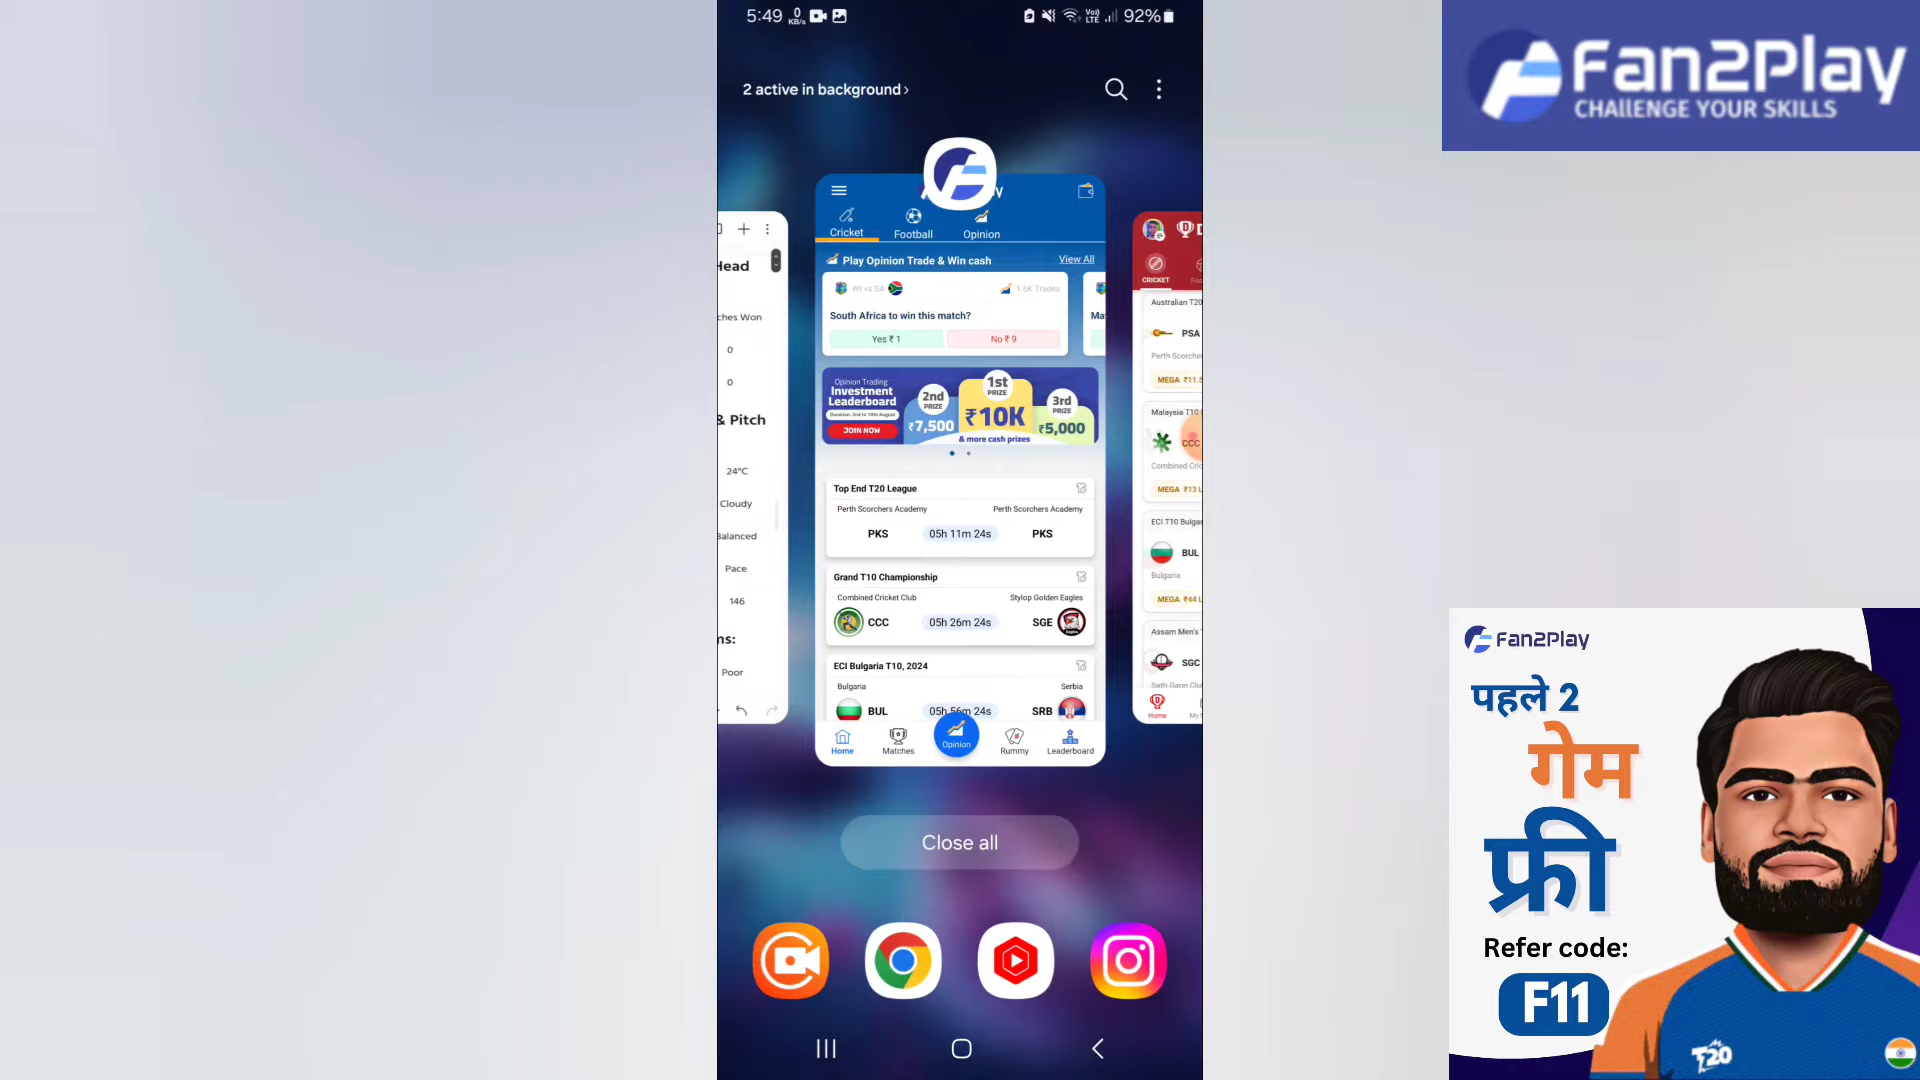 5:49
0
KB/s
Vo))
LTE
92%
2 active in background ›
Fan2Play
CHALLENGE YOUR SKILLS
Head
ches Won
0
0
& Pitch
24°C
Cloudy
Balanced
Pace
146
ns:
Poor
Cricket
Football
Opinion
Play Opinion Trade & Win cash
View All
WI vs SA
1.6K Trades
South Africa to win this match?
Ma
Yes ₹ 1
No ₹ 9
Opinion Trading
Investment
Leaderboard
JOIN NOW
2nd
PRIZE
₹7,500
1st
PRIZE
₹10K
3rd
PRIZE
₹5,000
& more cash prizes
Top End T20 League
Perth Scorchers Academy
Perth Scorchers Academy
PKS
05h 11m 24s
PKS
Grand T10 Championship
Combined Cricket Club
Stylop Golden Eagles
CCC
05h 26m 24s
SGE
ECI Bulgaria T10, 2024
Bulgaria
Serbia
BUL
05h 56m 24s
SRB
Home
Matches
Opinion
Rummy
Leaderboard
CRICKET
Australian T20
PSA
Perth Scorche
MEGA ₹11.5
Malaysia T10
CCC
Combined Cric
MEGA ₹13 L
ECI T10 Bulgar
BUL
Bulgaria
MEGA ₹44 L
Assam Men's
SGC
Sath Gaon Clu
Home
My
Close all
Fan2Play
पहले 2
गेम
फ्री
Refer code:
F11
T20